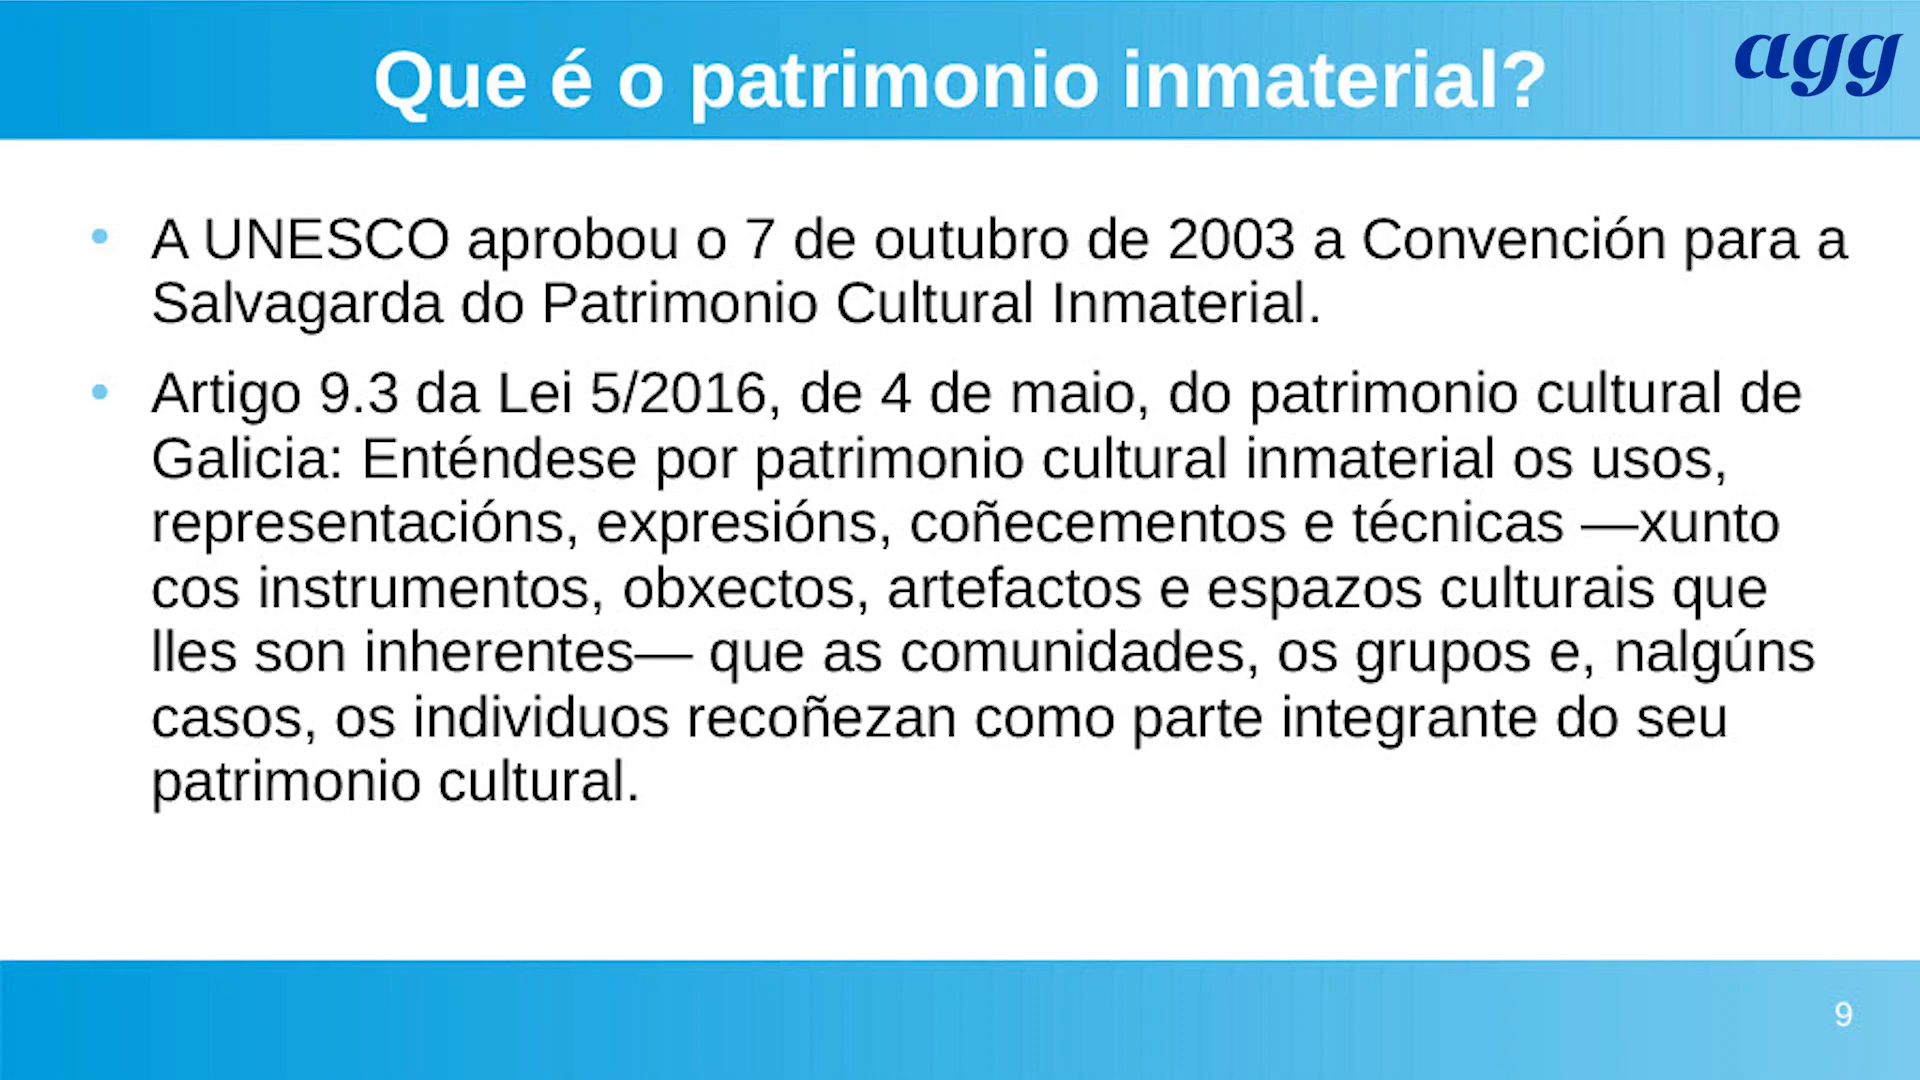 Que é o patrimonio inmaterial?
agg
A UNESCO aprobou o 7 de outubro de 2003 a Convención para a
Salvagarda do Patrimonio Cultural Inmaterial.
Artigo 9.3 da Lei 5/2016, de 4 de maio, do patrimonio cultural de
Galicia: Enténdese por patrimonio cultural inmaterial os usos,
representacións, expresións, coñecementos e técnicas —xunto
cos instrumentos, obxectos, artefactos e espazos culturais que
lles son inherentes— que as comunidades, os grupos e, nalgúns
casos, os individuos recoñezan como parte integrante do seu
patrimonio cultural.
9